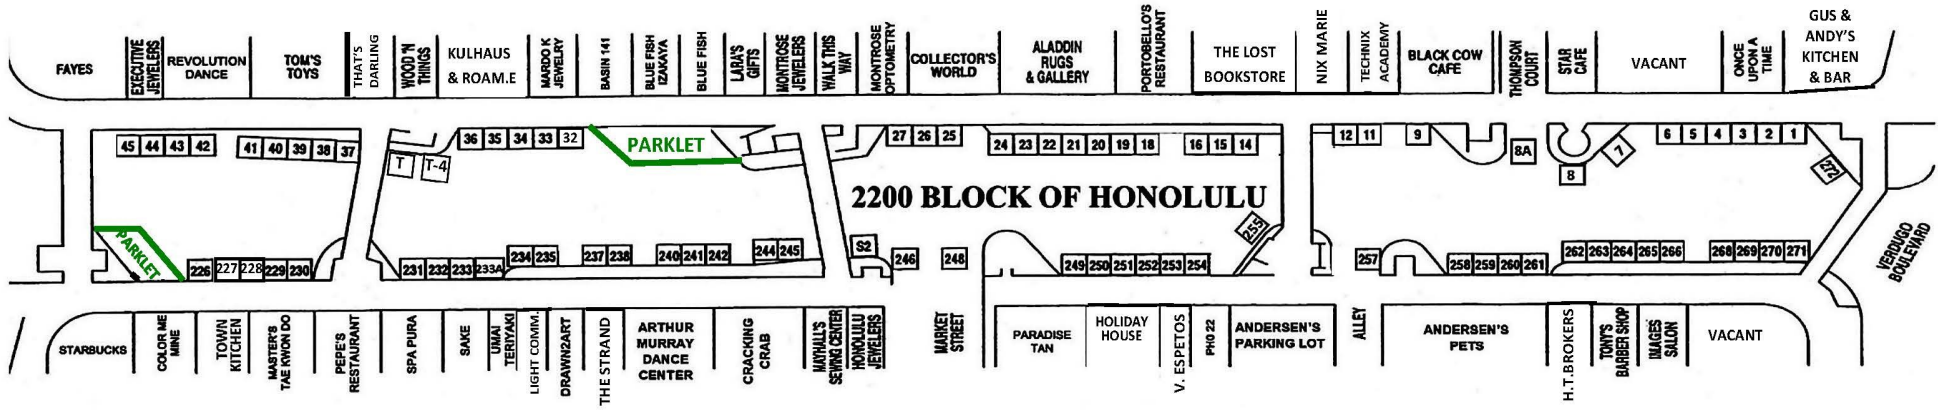 FAYES
EXECUTIVE
JEWELERS
REVOLUTION
DANCE
TOM'S
TOYS
THAT'S
DARLING
WOOD'N
THINGS
KULHAUS
& ROAM.E
MARDO K
JEWELRY
BASIN 141
BLUE FISH
IZAKAYA
BLUE FISH
LARA'S
GIFTS
MONTROSE
JEWELERS
WALK THIS
WAY
MONTROSE
OPTOMETRY
COLLECTOR'S
WORLD
ALADDIN
RUGS
& GALLERY
PORTOBELLO'S
RESTAURANT
THE LOST
BOOKSTORE
NIX MARIE
TECHNIX
ACADEMY
BLACK COW
CAFE
THOMPSON
COURT
STAR
CAFE
VACANT
ONCE
UPON A
TIME
GUS &
ANDY'S
KITCHEN
& BAR
45 44 43 42
41 40 39 38 37
T T-4
36 35 34 33 32
PARKLET
27 26 25
24 23 22 21 20 19 18
16 15 14
12 11
9
8A
8
7
6 5 4 3 2 1
272
2200 BLOCK OF HONOLULU
PARKLET
226 227 228 229 230
231 232 233 233A
234 235
237 238
240 241 242
244 245
S2
246
248
249 250 251 252 253 254
255
257
258 259 260 261
262 263 264 265 266
268 269 270 271
VERDUGO
BOULEVARD
STARBUCKS
COLOR ME
MINE
TOWN
KITCHEN
MASTER'S
TAE KWON DO
PEPE'S
RESTAURANT
SPA PURA
SAKE
UMAI
TERIYAKI
LIGHT COMM.
DRAWN2ART
THE STRAND
ARTHUR
MURRAY
DANCE
CENTER
CRACKING
CRAB
MAYHALL'S
SEWING CENTER
HONOLULU
JEWELERS
MARKET
STREET
PARADISE
TAN
HOLIDAY
HOUSE
V. ESPETOS
PHO 22
ANDERSEN'S
PARKING LOT
ALLEY
ANDERSEN'S
PETS
H.T.BROKERS
TONY'S
BARBER SHOP
IMAGES
SALON
VACANT